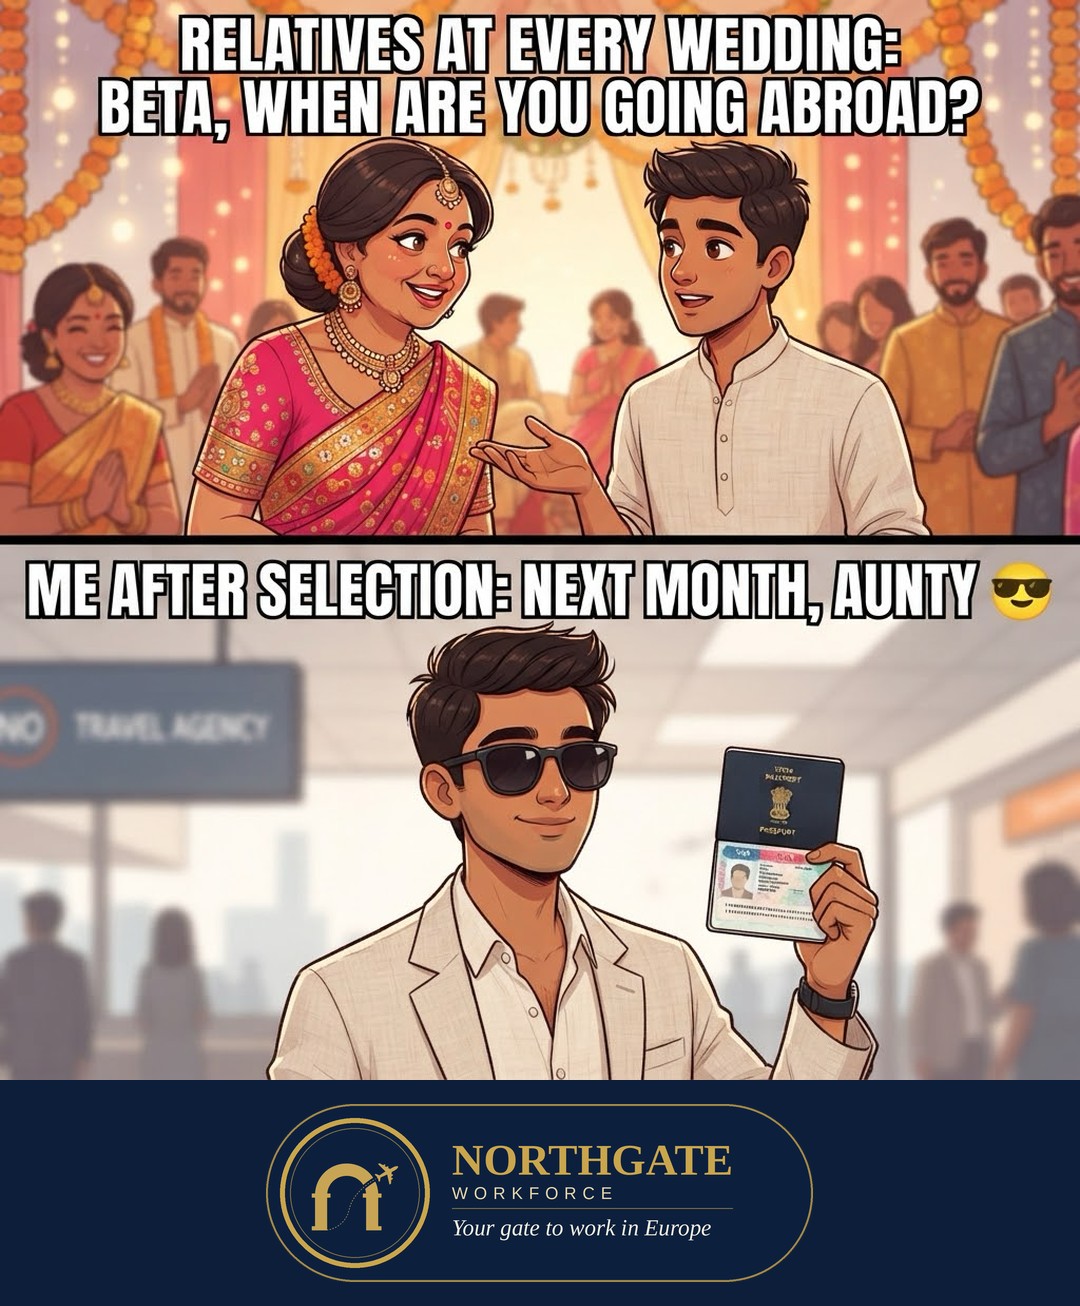 RELATIVES AT EVERY WEDDING:
BETA, WHEN ARE YOU GOING ABROAD?
ME AFTER SELECTION: NEXT MONTH, AUNTY 😎
NO TRAVEL AGENCY
NORTHGATE
WORKFORCE
Your gate to work in Europe